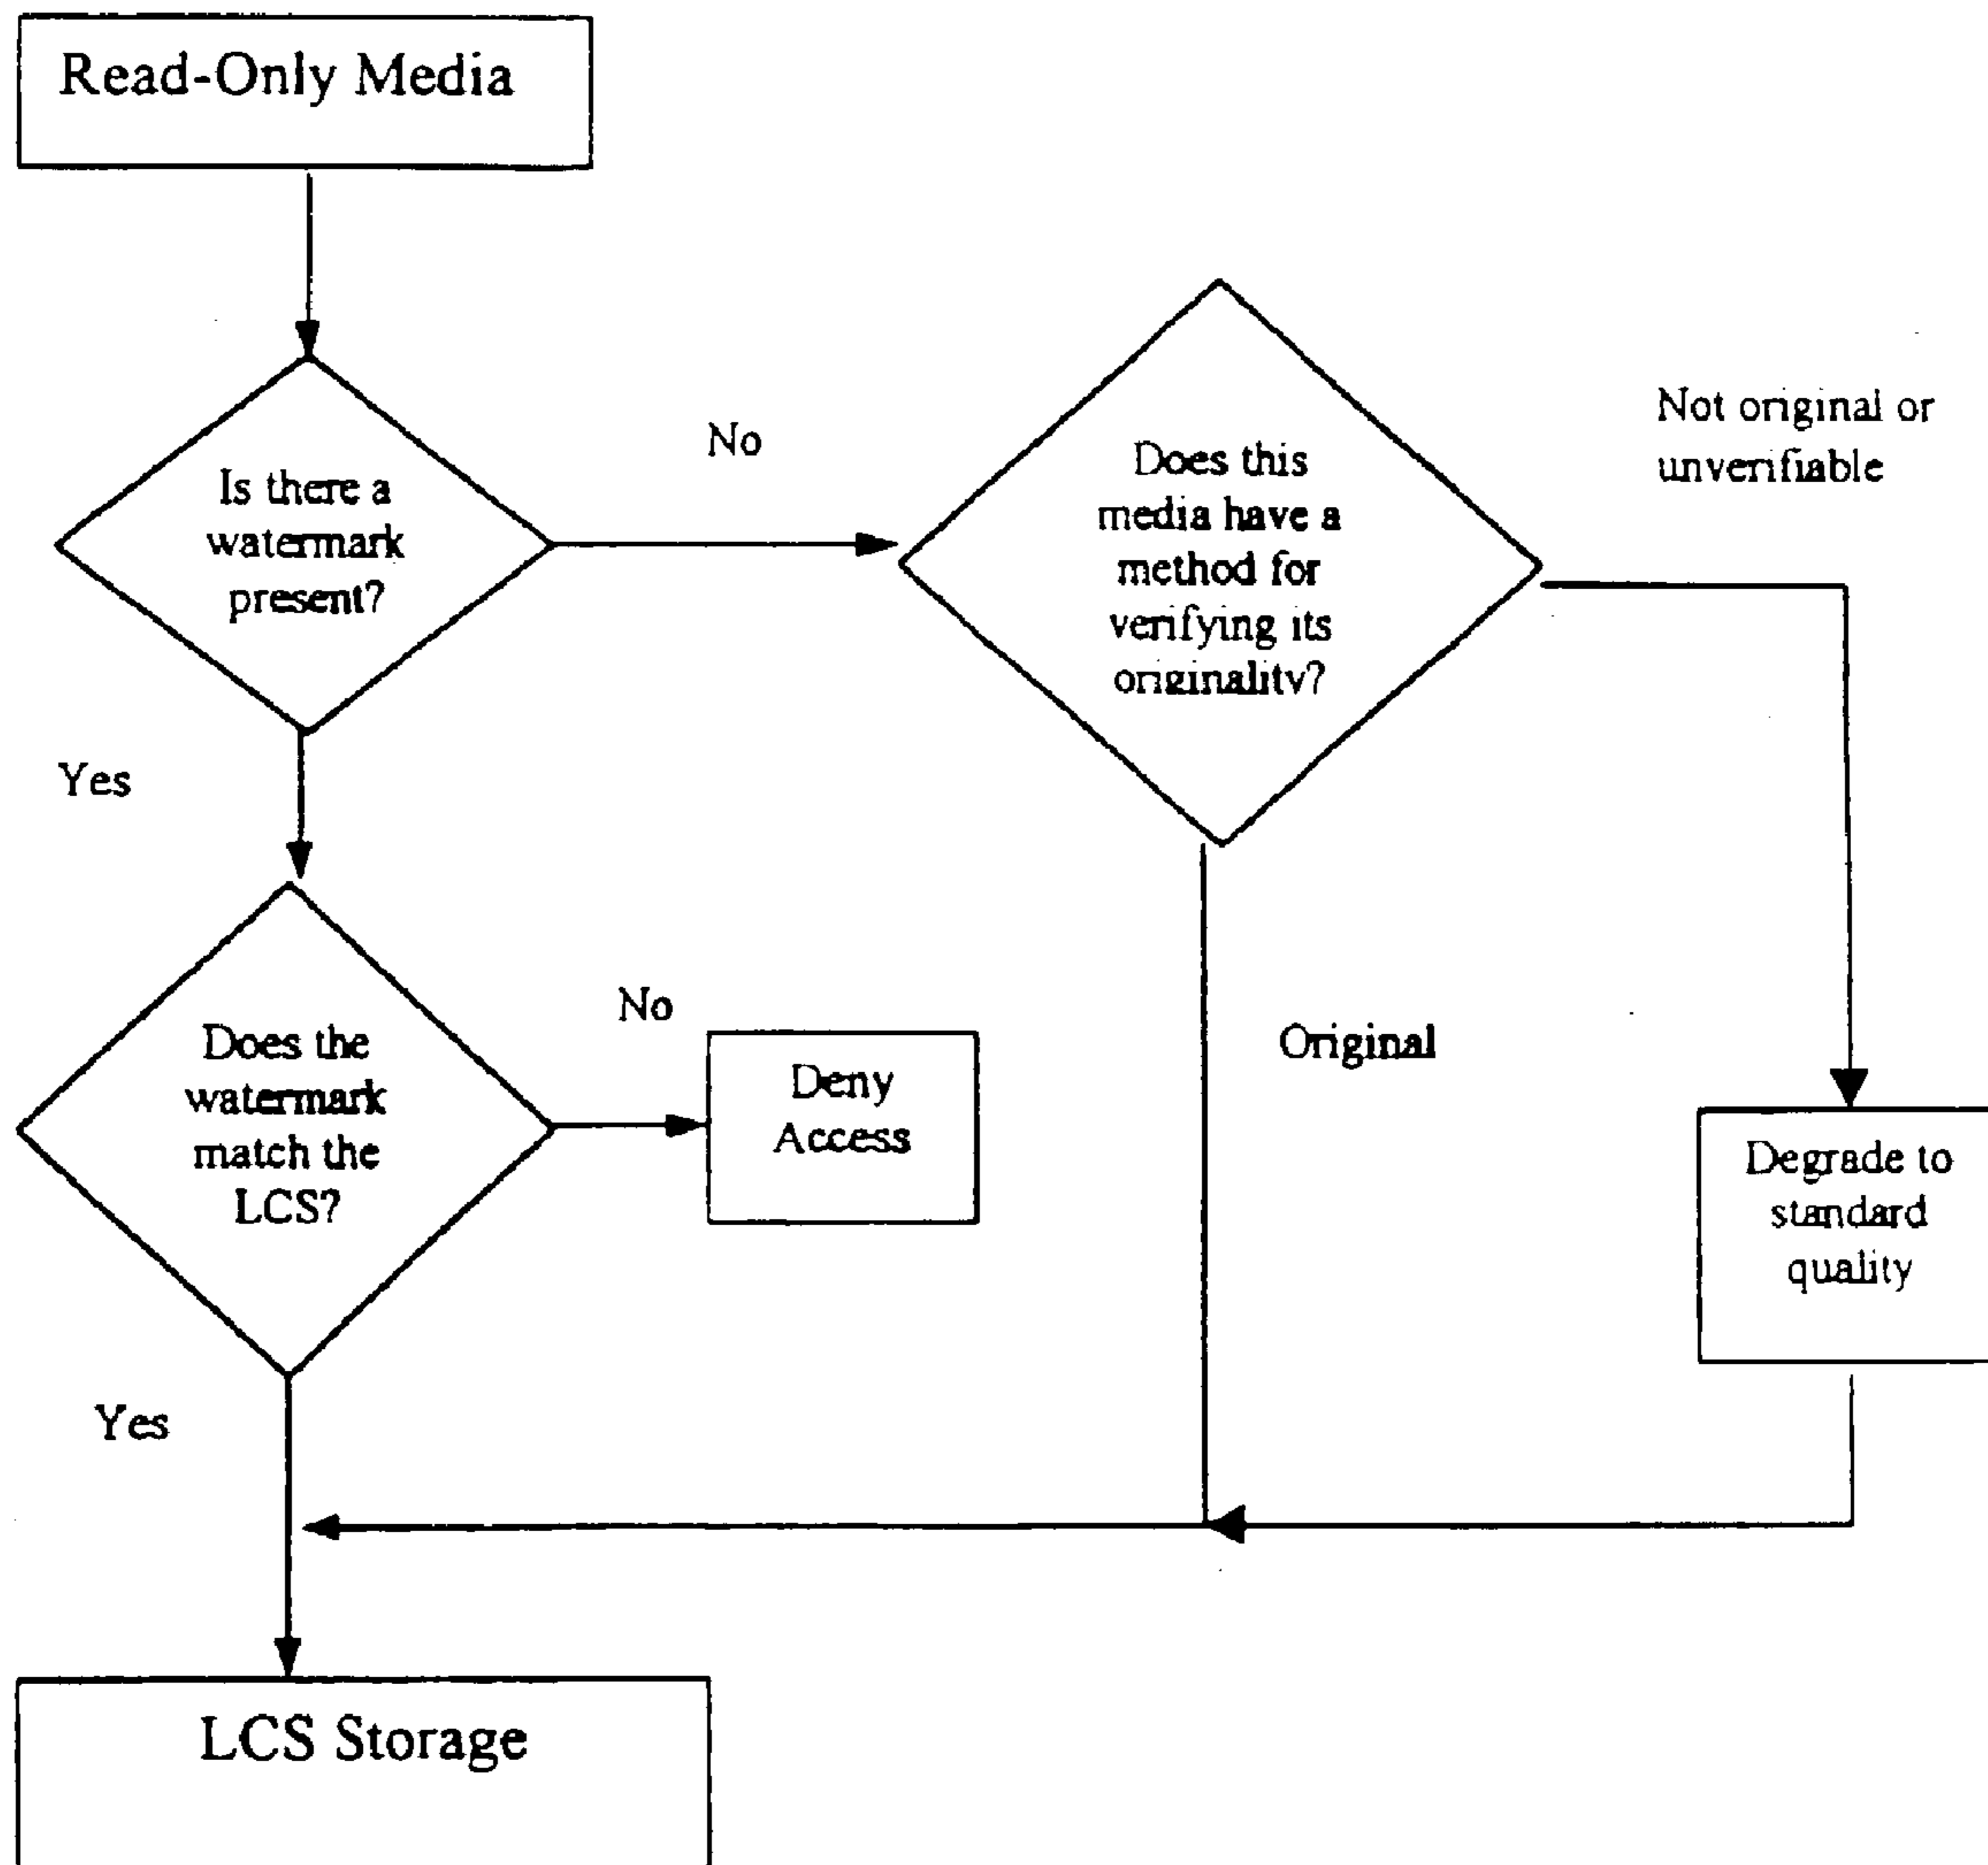 Read-Only Media
Is there a
watermark
present?
No
Does this
media have a
method for
verifying its
originality?
Not original or
unverifiable
Yes
Does the
watermark
match the
LCS?
No
Deny
Access
Original
Degrade to
standard
quality
Yes
LCS Storage